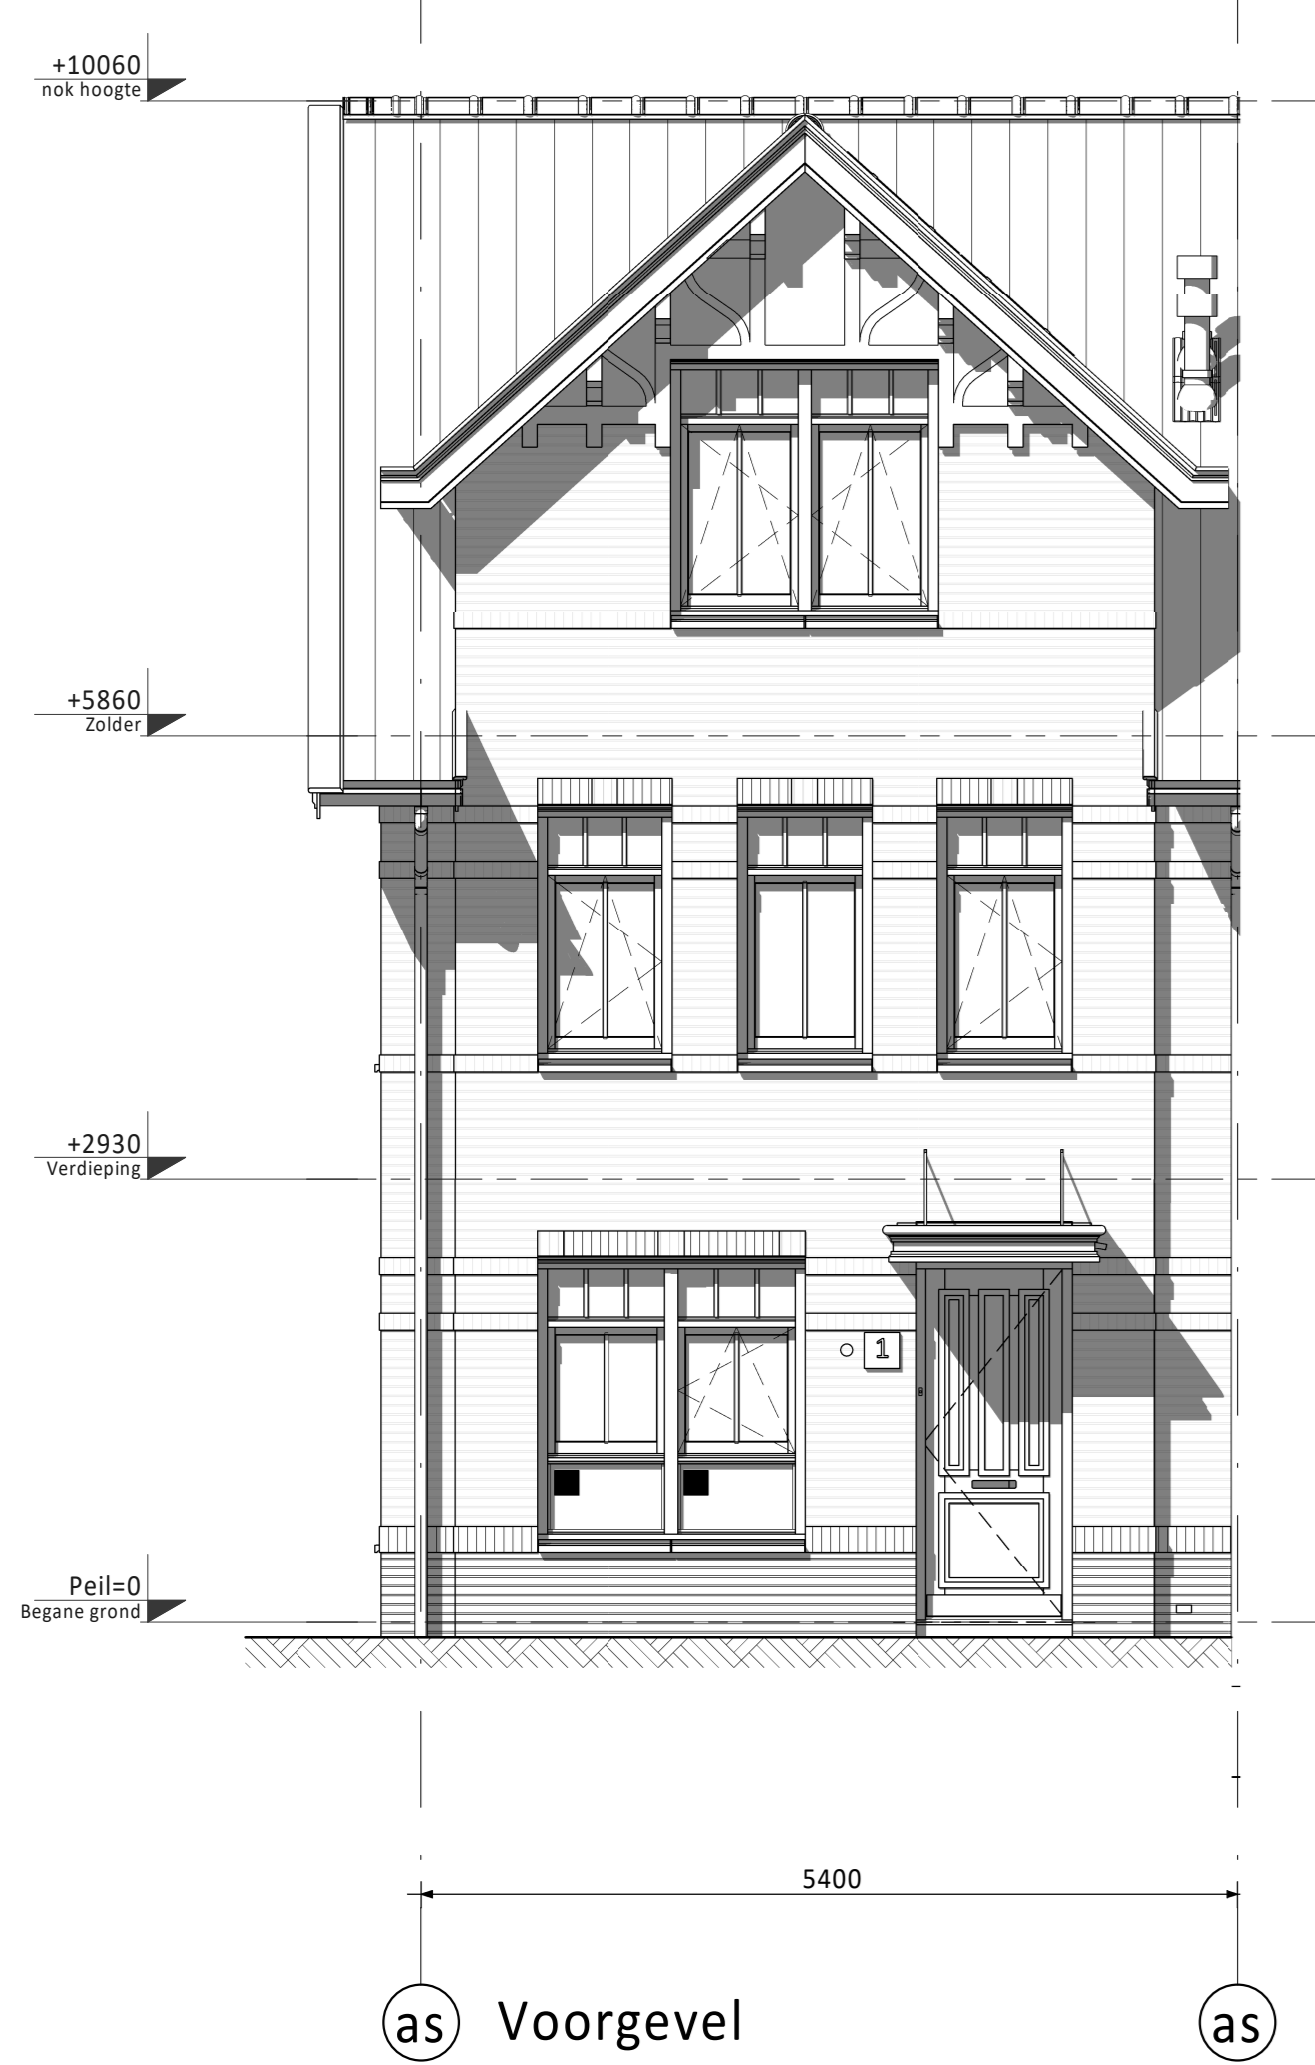 +10060
nok hoogte
+5860
Zolder
+2930
Verdieping
1
Peil=0
Begane grond
5400
as Voorgevel as